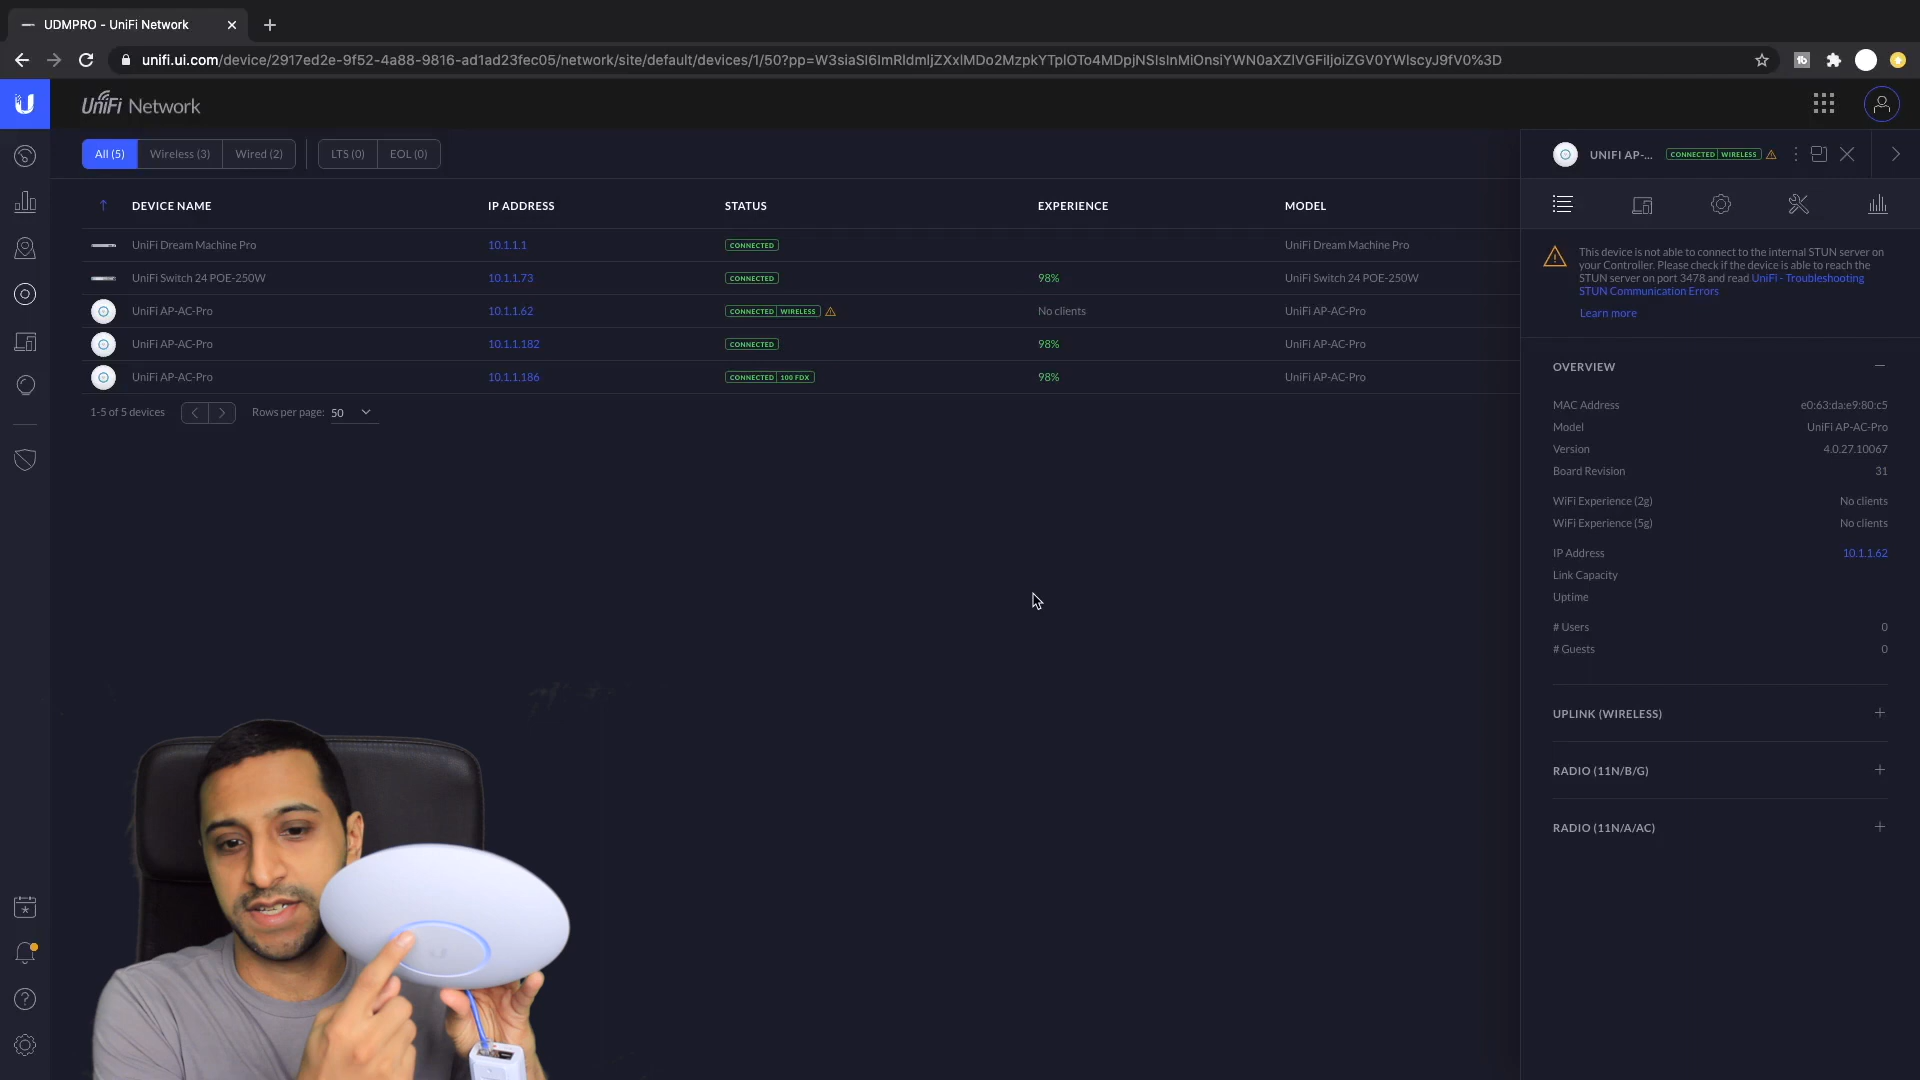 UDMPRO - UniFi Network
unifi.ui.com/device/2917ed2e-9f52-4a88-9816-ad1ad23fec05/network/site/default/devices/1/50?pp=W3siaSI6ImRldmljZXxlMDo2MzpkYTplOTo4MDpjNSIsInMiOnsiYWN0aXZlVGFiIjoiZGV0YWlscyJ9fV0%3D
UniFi Network
All (5)
Wireless (3)
Wired (2)
LTS (0)
EOL (0)
DEVICE NAME IP ADDRESS STATUS EXPERIENCE MODEL
UniFi Dream Machine Pro 10.1.1.1 CONNECTED UniFi Dream Machine Pro
UniFi Switch 24 POE-250W 10.1.1.73 CONNECTED 98% UniFi Switch 24 POE-250W
UniFi AP-AC-Pro 10.1.1.62 CONNECTED WIRELESS No clients UniFi AP-AC-Pro
UniFi AP-AC-Pro 10.1.1.182 CONNECTED 98% UniFi AP-AC-Pro
UniFi AP-AC-Pro 10.1.1.186 CONNECTED 100 FDX 98% UniFi AP-AC-Pro
1-5 of 5 devices Rows per page: 50
UNIFI AP-... CONNECTED WIRELESS
This device is not able to connect to the internal STUN server on
your Controller. Please check if the device is able to reach the
STUN server on port 3478 and read UniFi - Troubleshooting
STUN Communication Errors
Learn more
OVERVIEW
MAC Address e0:63:da:e9:80:c5
Model UniFi AP-AC-Pro
Version 4.0.27.10067
Board Revision 31
WiFi Experience (2g) No clients
WiFi Experience (5g) No clients
IP Address 10.1.1.62
Link Capacity
Uptime
# Users 0
# Guests 0
UPLINK (WIRELESS)
RADIO (11N/B/G)
RADIO (11N/A/AC)